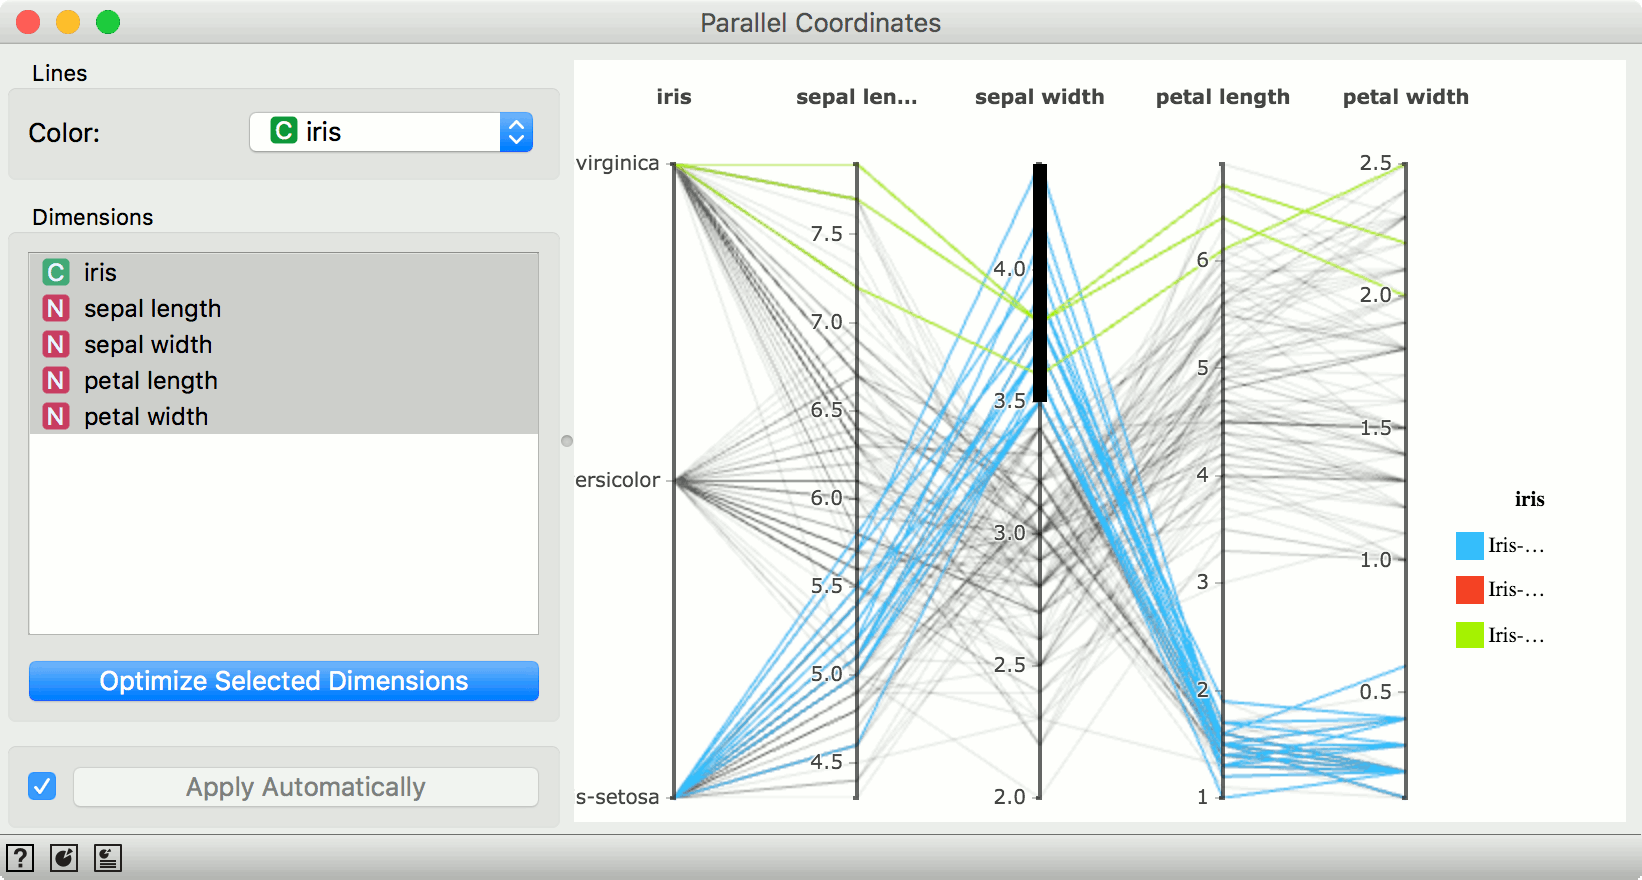 Parallel Coordinates
Lines
Color:
C iris
Dimensions
C iris
N sepal length
N sepal width
N petal length
N petal width
Optimize Selected Dimensions
Apply Automatically
?
iris
sepal len...
sepal width
petal length
petal width
virginica
ersicolor
s-setosa
7.5
7.0
6.5
6.0
5.5
5.0
4.5
4.0
3.5
3.0
2.5
2.0
6
5
4
3
2
1
2.5
2.0
1.5
1.0
0.5
iris
Iris-...
Iris-...
Iris-...